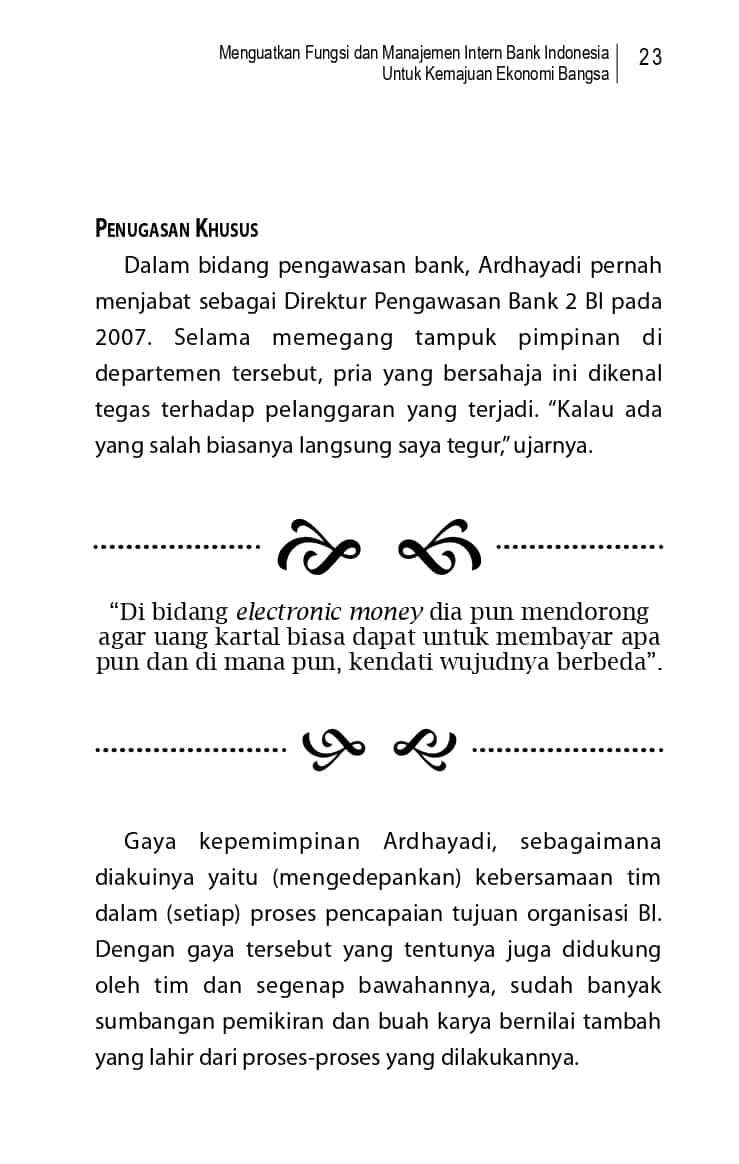 Menguatkan Fungsi dan Manajemen Intern Bank Indonesia
Untuk Kemajuan Ekonomi Bangsa
23
Penugasan Khusus
Dalam bidang pengawasan bank, Ardhayadi pernah
menjabat sebagai Direktur Pengawasan Bank 2 BI pada
2007. Selama memegang tampuk pimpinan di
departemen tersebut, pria yang bersahaja ini dikenal
tegas terhadap pelanggaran yang terjadi. “Kalau ada
yang salah biasanya langsung saya tegur,” ujarnya.
“Di bidang electronic money dia pun mendorong
agar uang kartal biasa dapat untuk membayar apa
pun dan di mana pun, kendati wujudnya berbeda”.
Gaya kepemimpinan Ardhayadi, sebagaimana
diakuinya yaitu (mengedepankan) kebersamaan tim
dalam (setiap) proses pencapaian tujuan organisasi BI.
Dengan gaya tersebut yang tentunya juga didukung
oleh tim dan segenap bawahannya, sudah banyak
sumbangan pemikiran dan buah karya bernilai tambah
yang lahir dari proses-proses yang dilakukannya.